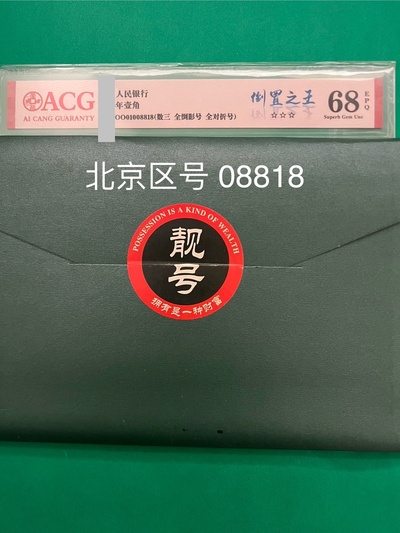 ACG
AI CANG GUARANTY
人民银行
年壹角
OO01008818(数三 全倒影号 全对折号)
倒置之王
☆☆☆
68
EPQ
Superb Gem Unc
北京区号 08818
POSSESSION IS A KIND OF WEALTH
靓号
拥有是一种财富